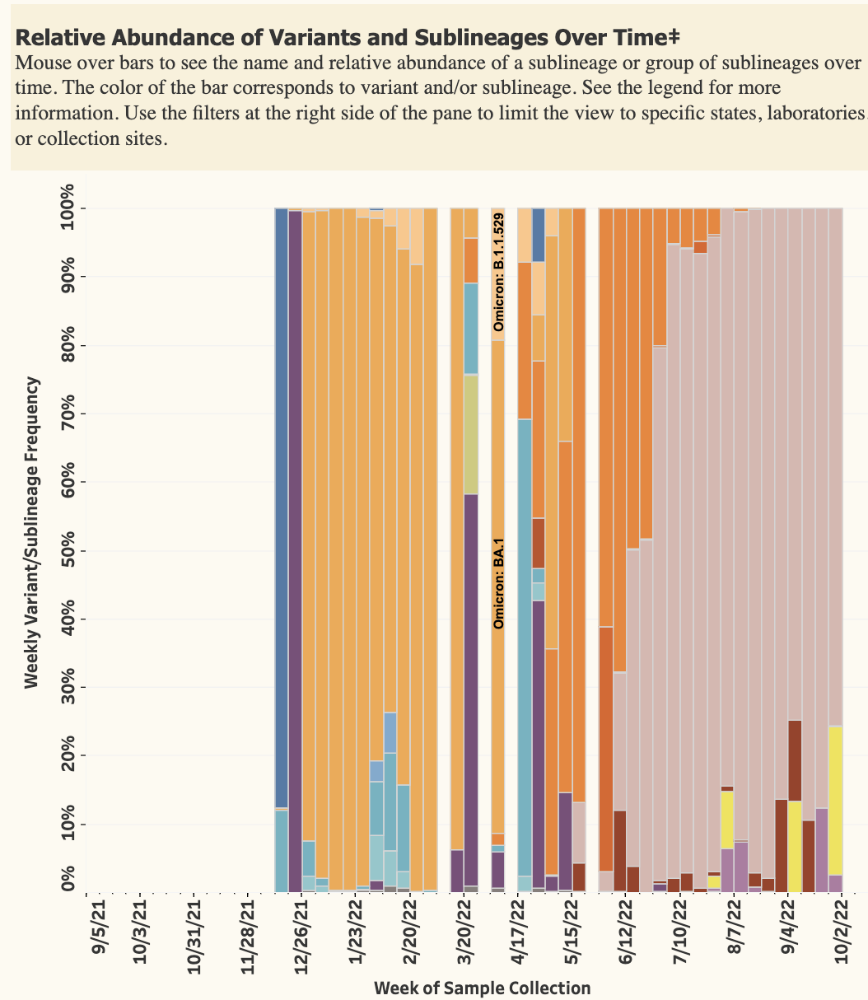 Relative Abundance of Variants and Sublineages Over Time‡
Mouse over bars to see the name and relative abundance of a sublineage or group of sublineages over
time. The color of the bar corresponds to variant and/or sublineage. See the legend for more
information. Use the filters at the right side of the pane to limit the view to specific states, laboratories,
or collection sites.
Weekly Variant/Sublineage Frequency
100%
90%
80%
70%
60%
50%
40%
30%
20%
10%
0%
Omicron: B.1.1.529
Omicron: BA.1
9/5/21
10/3/21
10/31/21
11/28/21
12/26/21
1/23/22
2/20/22
3/20/22
4/17/22
5/15/22
6/12/22
7/10/22
8/7/22
9/4/22
10/2/22
Week of Sample Collection